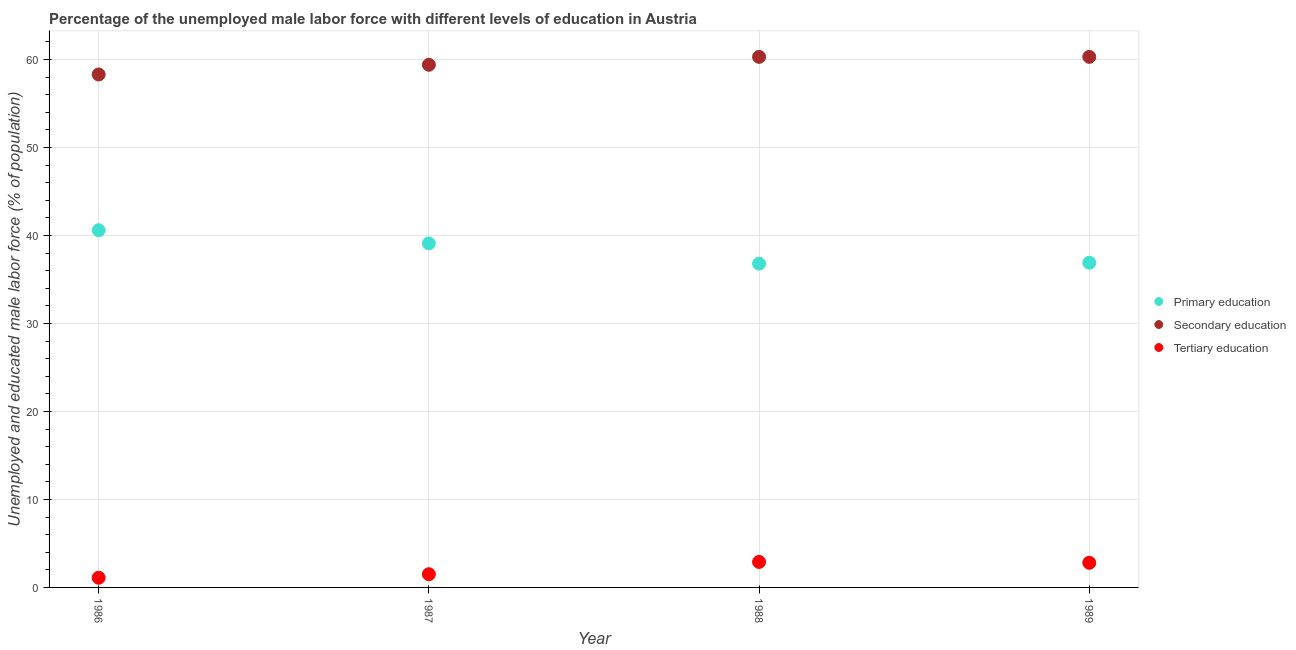 Percentage of the unemployed male labor force with different levels of education in Austria
Unemployed and educated male labor force (% of population)
60
50
40
30
20
10
0
1986
1987
1988
1989
Year
Primary education
Secondary education
Tertiary education